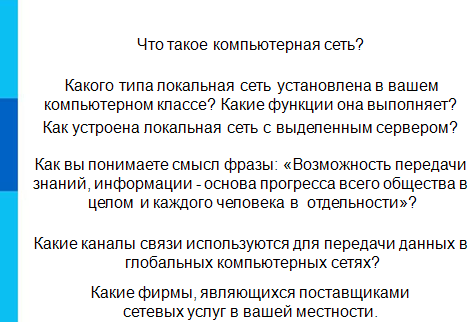 Что такое компьютерная сеть?
Какого типа локальная сеть установлена в вашем
компьютерном классе? Какие функции она выполняет?
Как устроена локальная сеть с выделенным сервером?
Как вы понимаете смысл фразы: «Возможность передачи
знаний, информации - основа прогресса всего общества в
целом и каждого человека в отдельности»?
Какие каналы связи используются для передачи данных в
глобальных компьютерных сетях?
Какие фирмы, являющихся поставщиками
сетевых услуг в вашей местности.